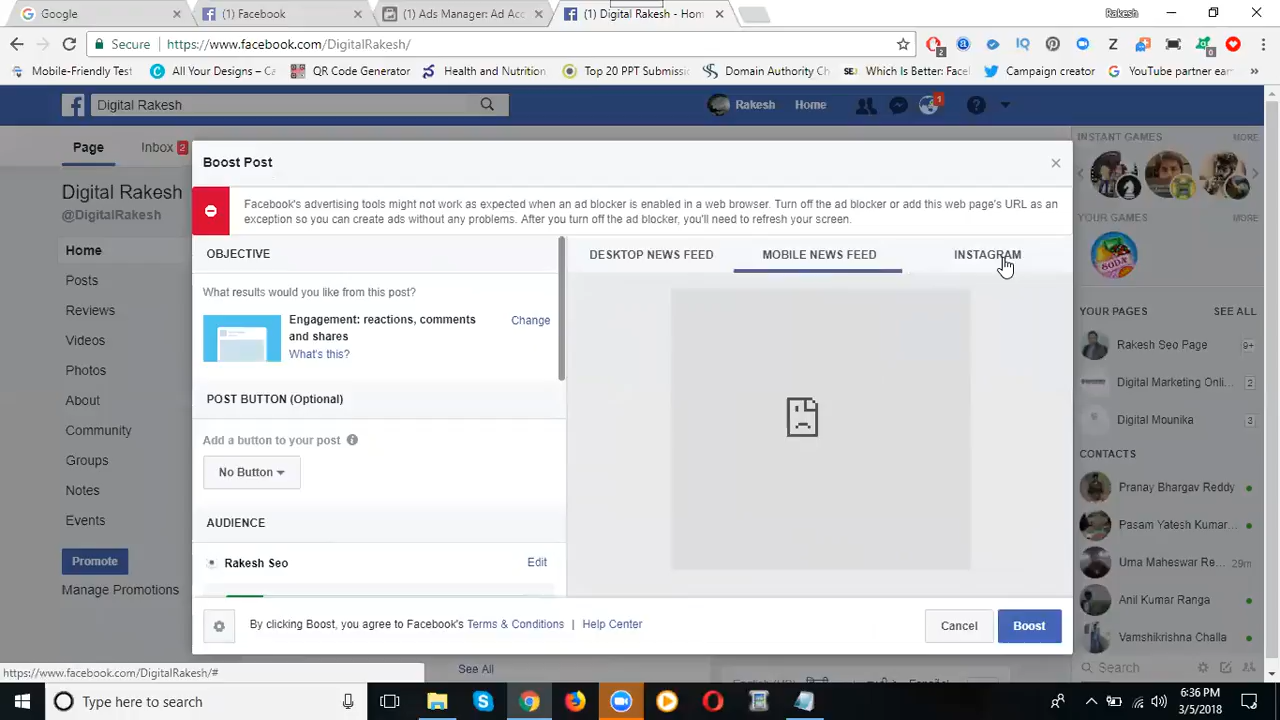 Google
(1) Facebook
(1) Ads Manager: Ad Acc
(1) Digital Rakesh - Hom
Rakesh
Secure
https://www.facebook.com/DigitalRakesh/
2
0
Mobile-Friendly Test
All Your Designs – Ca
QR Code Generator
Health and Nutrition
Top 20 PPT Submissio
Domain Authority Ch
Which Is Better: Facel
Campaign creator
YouTube partner earn
Digital Rakesh
Rakesh
Home
1
Page
Inbox 2
Digital Rakesh
@DigitalRakesh
Home
Posts
Reviews
Videos
Photos
About
Community
Groups
Notes
Events
Promote
Manage Promotions
Boost Post
Facebook's advertising tools might not work as expected when an ad blocker is enabled in a web browser. Turn off the ad blocker or add this web page's URL as an
exception so you can create ads without any problems. After you turn off the ad blocker, you'll need to refresh your screen.
OBJECTIVE
What results would you like from this post?
Engagement: reactions, comments
and shares
Change
What's this?
POST BUTTON (Optional)
Add a button to your post
No Button
AUDIENCE
Rakesh Seo
Edit
DESKTOP NEWS FEED
MOBILE NEWS FEED
INSTAGRAM
By clicking Boost, you agree to Facebook's Terms & Conditions | Help Center
Cancel
Boost
See All
INSTANT GAMES
MORE
YOUR GAMES
MORE
YOUR PAGES
SEE ALL
Rakesh Seo Page
9+
Digital Marketing Onli...
2
Digital Mounika
3
CONTACTS
Pranay Bhargav Reddy
Pasam Yatesh Kumar...
Uma Maheswar Re...
29m
Anil Kumar Ranga
Vamshikrishna Challa
Search
https://www.facebook.com/DigitalRakesh/#
Type here to search
6:36 PM
3/5/2018